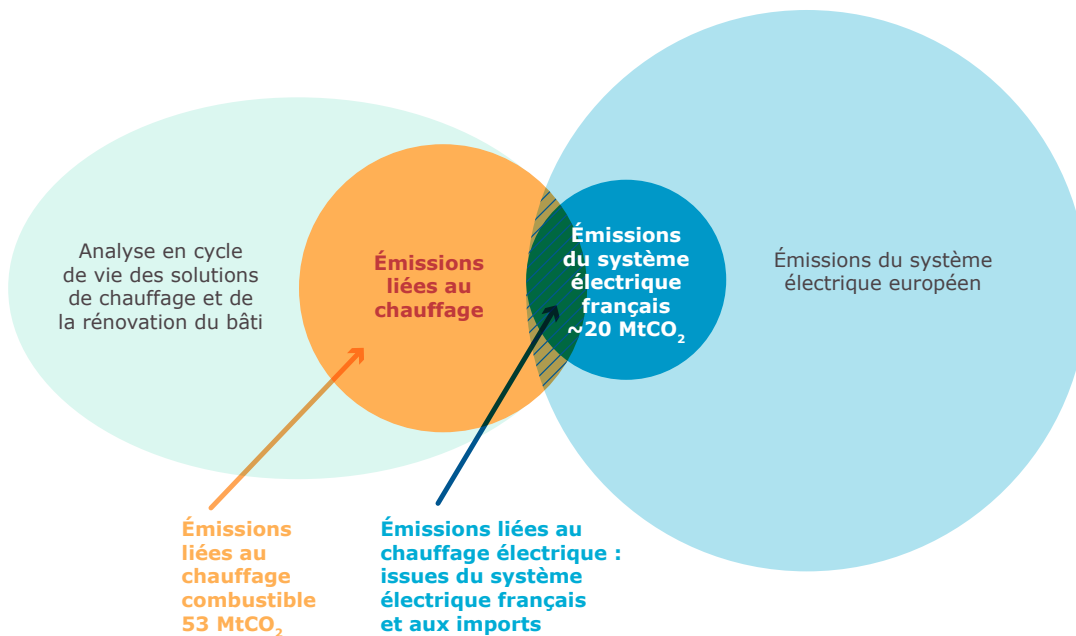 Analyse en cycle
de vie des solutions
de chauffage et de
la rénovation du bâti
Émissions
liées au
chauffage
Émissions
du système
électrique
français
~20 MtCO₂
Émissions du système
électrique européen
Émissions
liées au
chauffage
combustible
53 MtCO₂
Émissions liées au
chauffage électrique :
issues du système
électrique français
et aux imports